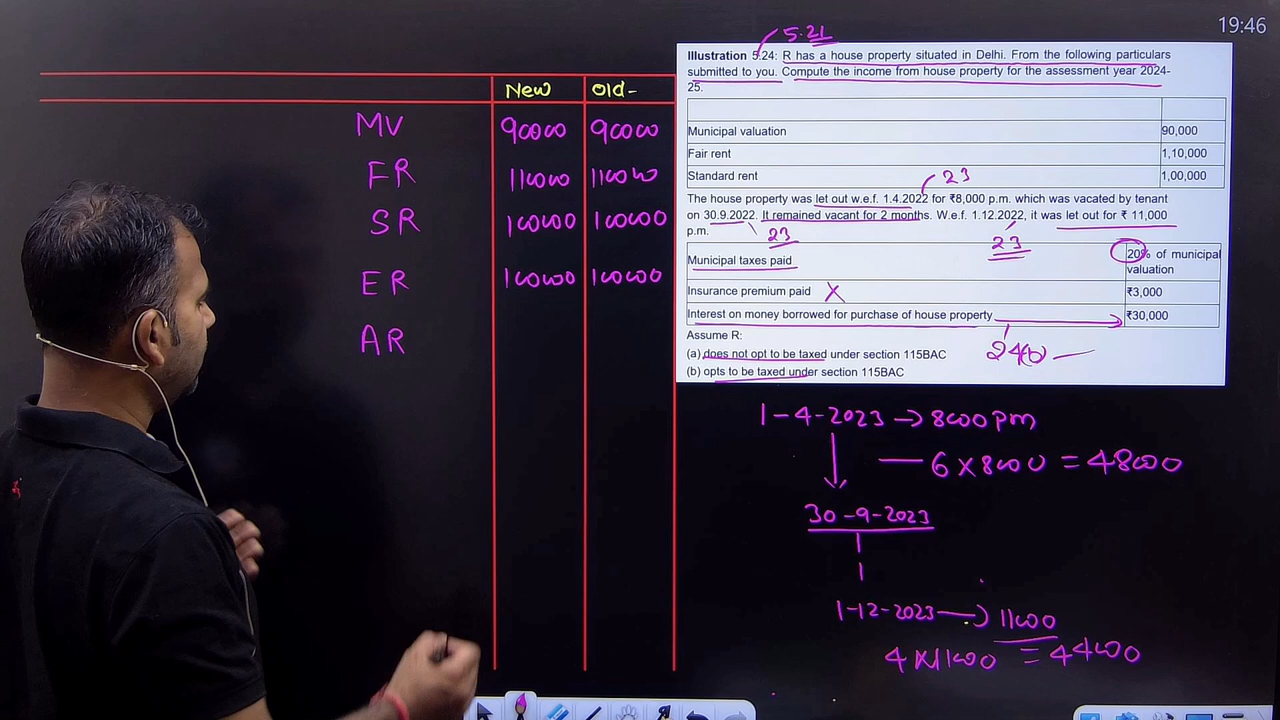 19:46
5.21
Illustration 5.24: R has a house property situated in Delhi. From the following particulars
submitted to you. Compute the income from house property for the assessment year 2024-
25.
Municipal valuation 90,000
Fair rent 1,10,000
Standard rent 1,00,000
23
The house property was let out w.e.f. 1.4.2022 for ₹8,000 p.m. which was vacated by tenant
on 30.9.2022. It remained vacant for 2 months. W.e.f. 1.12.2022, it was let out for ₹ 11,000
p.m.
23
23
Municipal taxes paid 20% of municipal
valuation
Insurance premium paid X ₹3,000
Interest on money borrowed for purchase of house property ₹30,000
Assume R:
24(b)
(a) does not opt to be taxed under section 115BAC
(b) opts to be taxed under section 115BAC
New Old-
MV 90000 90000
FR 110000 110000
SR 100000 100000
ER 100000 100000
AR
1-4-2023 → 8000 pm
— 6 × 8000 = 48000
30-9-2023
1-12-2023 → 11000
4 × 11000 = 44000